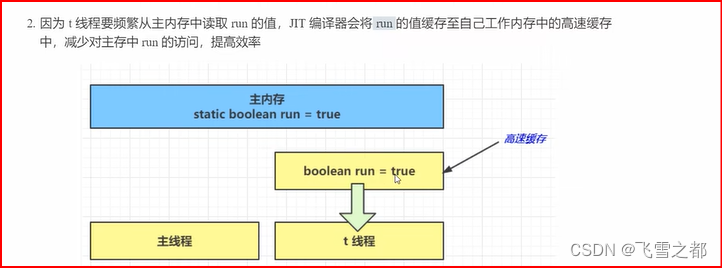 2. 因为 t 线程要频繁从主内存中读取 run 的值，JIT 编译器会将 run 的值缓存至自己工作内存中的高速缓存
中，减少对主存中 run 的访问，提高效率
主内存
static boolean run = true
高速缓存
boolean run = true
主线程
t 线程
CSDN @飞雪之都